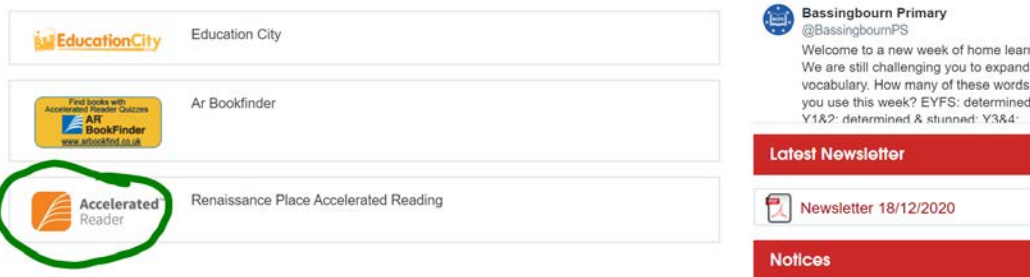 EducationCity
Education City
Find books with
Accelerated Reader Quizzes
AR
BookFinder
www.arbookfind.co.uk
Ar Bookfinder
Accelerated
Reader
Renaissance Place Accelerated Reading
Bassingbourn Primary
@BassingbournPS
Welcome to a new week of home learn
We are still challenging you to expand
vocabulary. How many of these words
you use this week? EYFS: determined
Y1&2: determined & stunned: Y3&4:
Latest Newsletter
Newsletter 18/12/2020
Notices